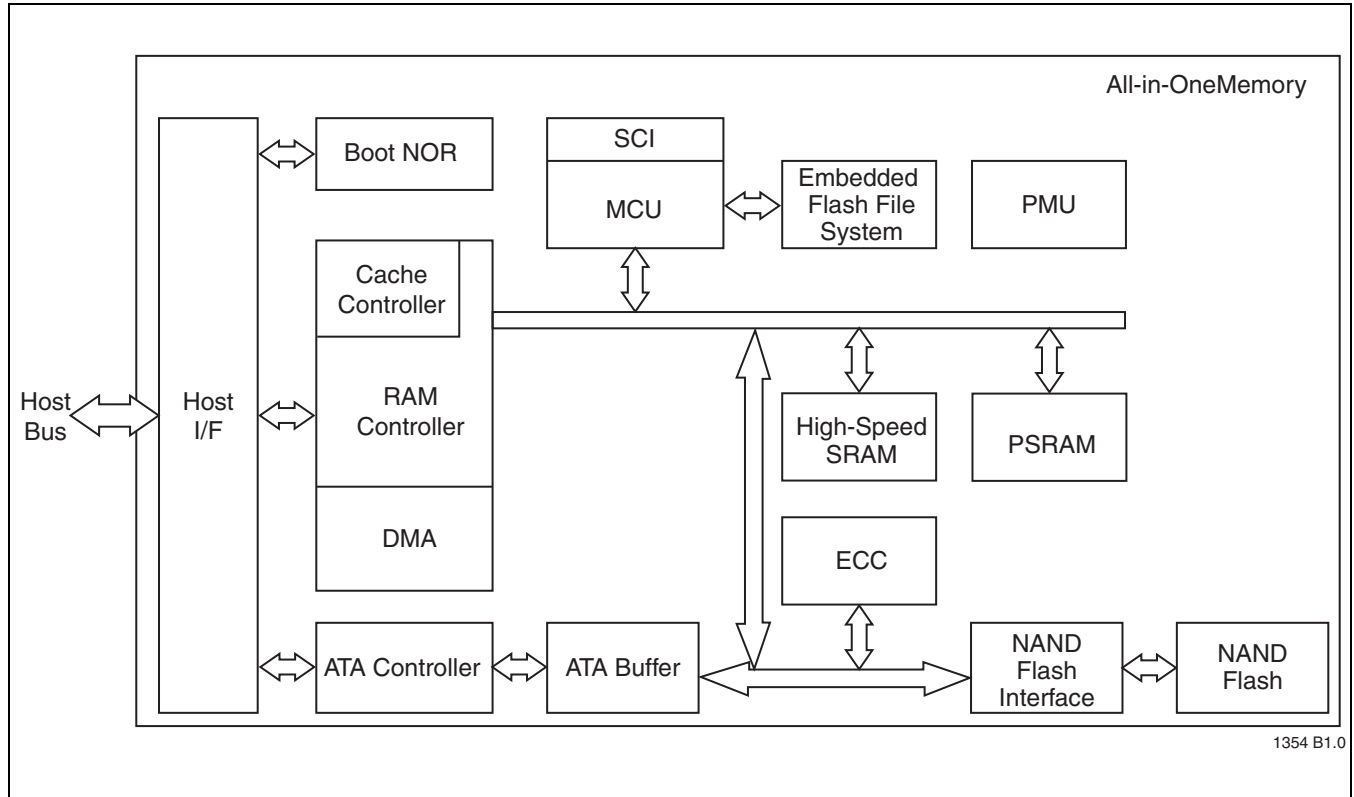 All-in-OneMemory
Boot NOR
SCI
MCU
Embedded
Flash File
System
PMU
Cache
Controller
Host
Bus
Host
I/F
RAM
Controller
High-Speed
SRAM
PSRAM
DMA
ECC
ATA Controller
ATA Buffer
NAND
Flash
Interface
NAND
Flash
1354 B1.0